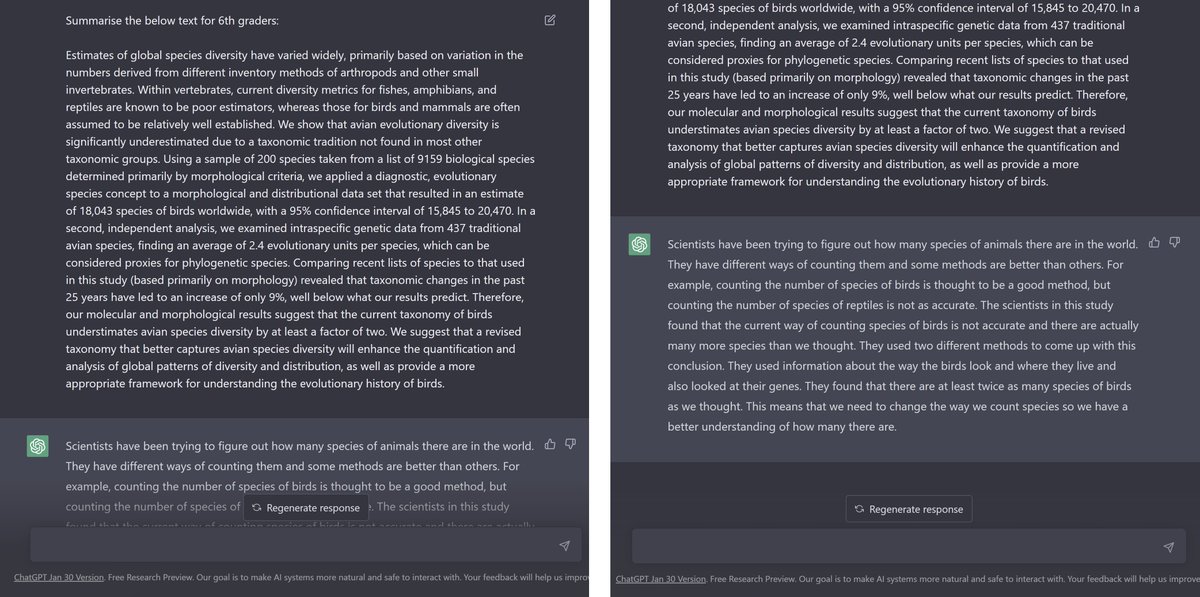 Summarise the below text for 6th graders:
Estimates of global species diversity have varied widely, primarily based on variation in the
numbers derived from different inventory methods of arthropods and other small
invertebrates. Within vertebrates, current diversity metrics for fishes, amphibians, and
reptiles are known to be poor estimators, whereas those for birds and mammals are often
assumed to be relatively well established. We show that avian evolutionary diversity is
significantly underestimated due to a taxonomic tradition not found in most other
taxonomic groups. Using a sample of 200 species taken from a list of 9159 biological species
determined primarily by morphological criteria, we applied a diagnostic, evolutionary
species concept to a morphological and distributional data set that resulted in an estimate
of 18,043 species of birds worldwide, with a 95% confidence interval of 15,845 to 20,470. In a
second, independent analysis, we examined intraspecific genetic data from 437 traditional
avian species, finding an average of 2.4 evolutionary units per species, which can be
considered proxies for phylogenetic species. Comparing recent lists of species to that used
in this study (based primarily on morphology) revealed that taxonomic changes in the past
25 years have led to an increase of only 9%, well below what our results predict. Therefore,
our molecular and morphological results suggest that the current taxonomy of birds
understimates avian species diversity by at least a factor of two. We suggest that a revised
taxonomy that better captures avian species diversity will enhance the quantification and
analysis of global patterns of diversity and distribution, as well as provide a more
appropriate framework for understanding the evolutionary history of birds.
Scientists have been trying to figure out how many species of animals there are in the world.
They have different ways of counting them and some methods are better than others. For
example, counting the number of species of birds is thought to be a good method, but
counting the number of species of
. The scientists in this study
found that the current way of counting species of birds is not accurate and there are actually
Regenerate response
ChatGPT Jan 30 Version. Free Research Preview. Our goal is to make AI systems more natural and safe to interact with. Your feedback will help us improv
of 18,043 species of birds worldwide, with a 95% confidence interval of 15,845 to 20,470. In a
second, independent analysis, we examined intraspecific genetic data from 437 traditional
avian species, finding an average of 2.4 evolutionary units per species, which can be
considered proxies for phylogenetic species. Comparing recent lists of species to that used
in this study (based primarily on morphology) revealed that taxonomic changes in the past
25 years have led to an increase of only 9%, well below what our results predict. Therefore,
our molecular and morphological results suggest that the current taxonomy of birds
understimates avian species diversity by at least a factor of two. We suggest that a revised
taxonomy that better captures avian species diversity will enhance the quantification and
analysis of global patterns of diversity and distribution, as well as provide a more
appropriate framework for understanding the evolutionary history of birds.
Scientists have been trying to figure out how many species of animals there are in the world.
They have different ways of counting them and some methods are better than others. For
example, counting the number of species of birds is thought to be a good method, but
counting the number of species of reptiles is not as accurate. The scientists in this study
found that the current way of counting species of birds is not accurate and there are actually
many more species than we thought. They used two different methods to come up with this
conclusion. They used information about the way the birds look and where they live and
also looked at their genes. They found that there are at least twice as many species of birds
as we thought. This means that we need to change the way we count species so we have a
better understanding of how many there are.
Regenerate response
ChatGPT Jan 30 Version. Free Research Preview. Our goal is to make AI systems more natural and safe to interact with. Your feedback will help us improve